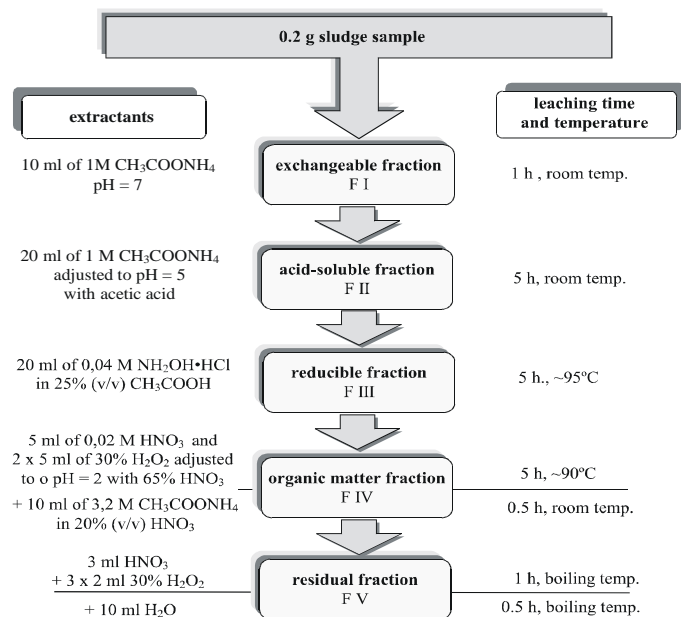 0.2 g sludge sample
extractants
leaching time
and temperature
10 ml of 1M CH₃COONH₄
pH = 7
exchangeable fraction
F I
1 h , room temp.
20 ml of 1 M CH₃COONH₄
adjusted to pH = 5
with acetic acid
acid-soluble fraction
F II
5 h, room temp.
20 ml of 0,04 M NH₂OH•HCl
in 25% (v/v) CH₃COOH
reducible fraction
F III
5 h., ~95ºC
5 ml of 0,02 M HNO₃ and
2 x 5 ml of 30% H₂O₂ adjusted
to o pH = 2 with 65% HNO₃
+ 10 ml of 3,2 M CH₃COONH₄
in 20% (v/v) HNO₃
organic matter fraction
F IV
5 h, ~90ºC
0.5 h, room temp.
3 ml HNO₃
+ 3 x 2 ml 30% H₂O₂
+ 10 ml H₂O
residual fraction
F V
1 h, boiling temp.
0.5 h, boiling temp.